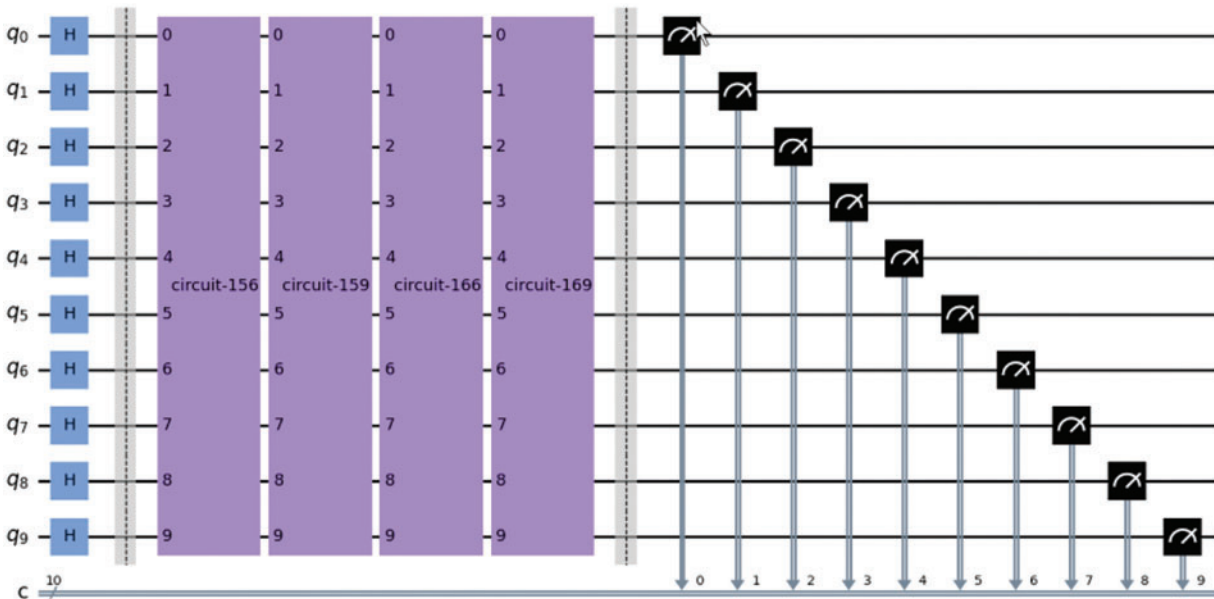 q0 H 0 0 0 0
q1 H 1 1 1 1
q2 H 2 2 2 2
q3 H 3 3 3 3
q4 H 4 4 4 4
circuit-156 circuit-159 circuit-166 circuit-169
q5 H 5 5 5 5
q6 H 6 6 6 6
q7 H 7 7 7 7
q8 H 8 8 8 8
q9 H 9 9 9 9
10 0 1 2 3 4 5 6 7 8 9
c